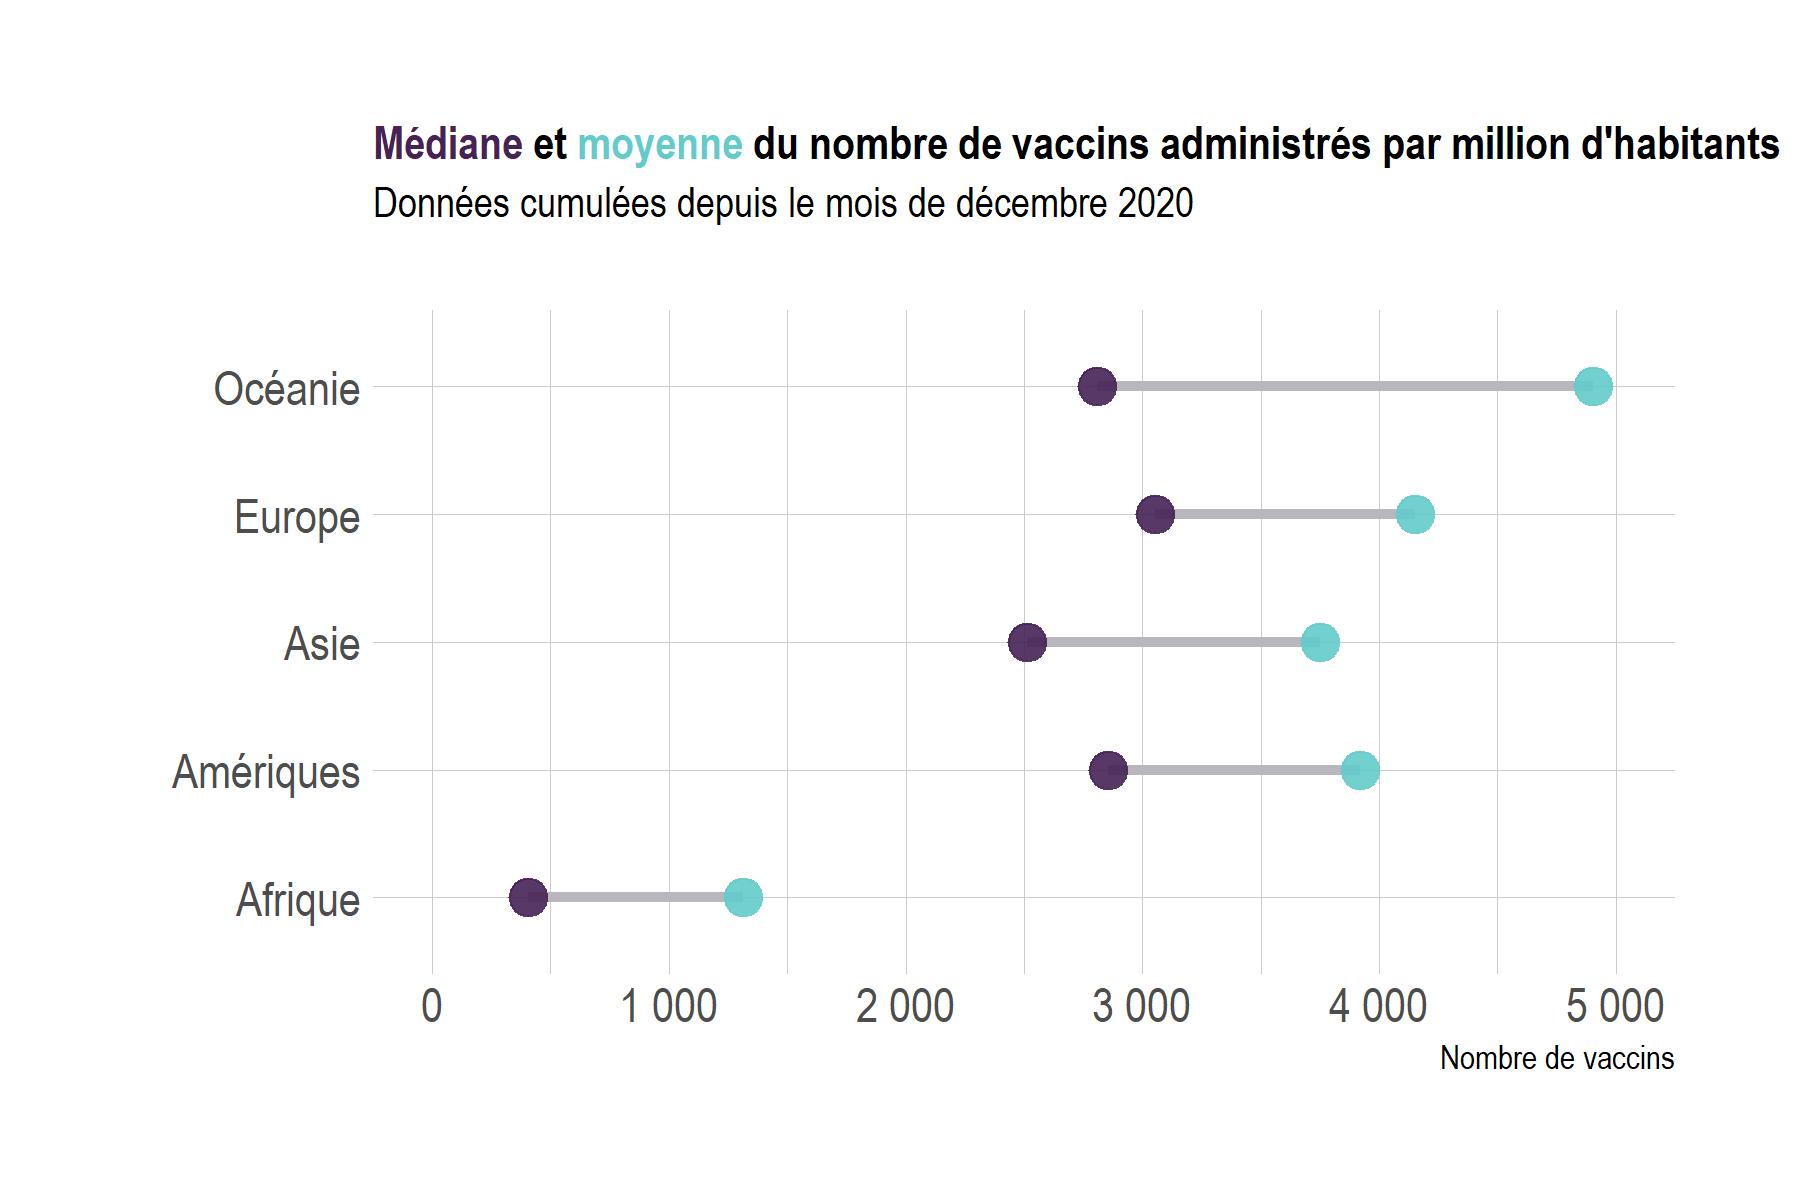 Médiane et moyenne du nombre de vaccins administrés par million d'habitants
Données cumulées depuis le mois de décembre 2020
Océanie
Europe
Asie
Amériques
Afrique
0 1 000 2 000 3 000 4 000 5 000
Nombre de vaccins